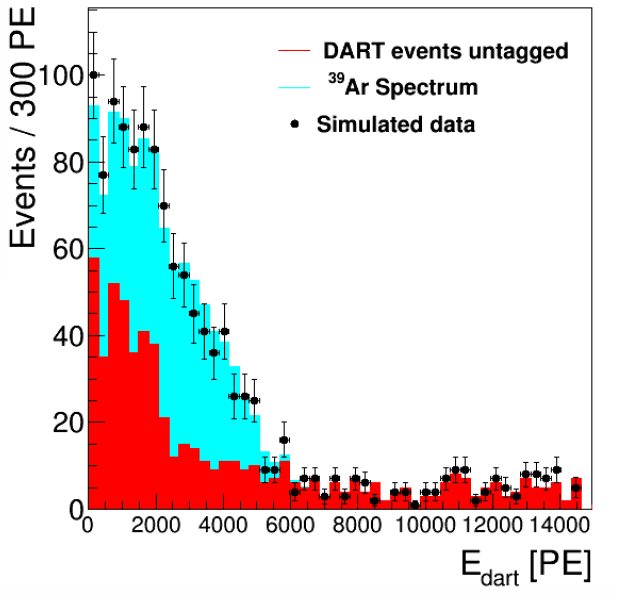 Events / 300 PE
100
80
60
40
20
0
DART events untagged
³⁹Ar Spectrum
Simulated data
0 2000 4000 6000 8000 10000 12000 14000
E_dart [PE]